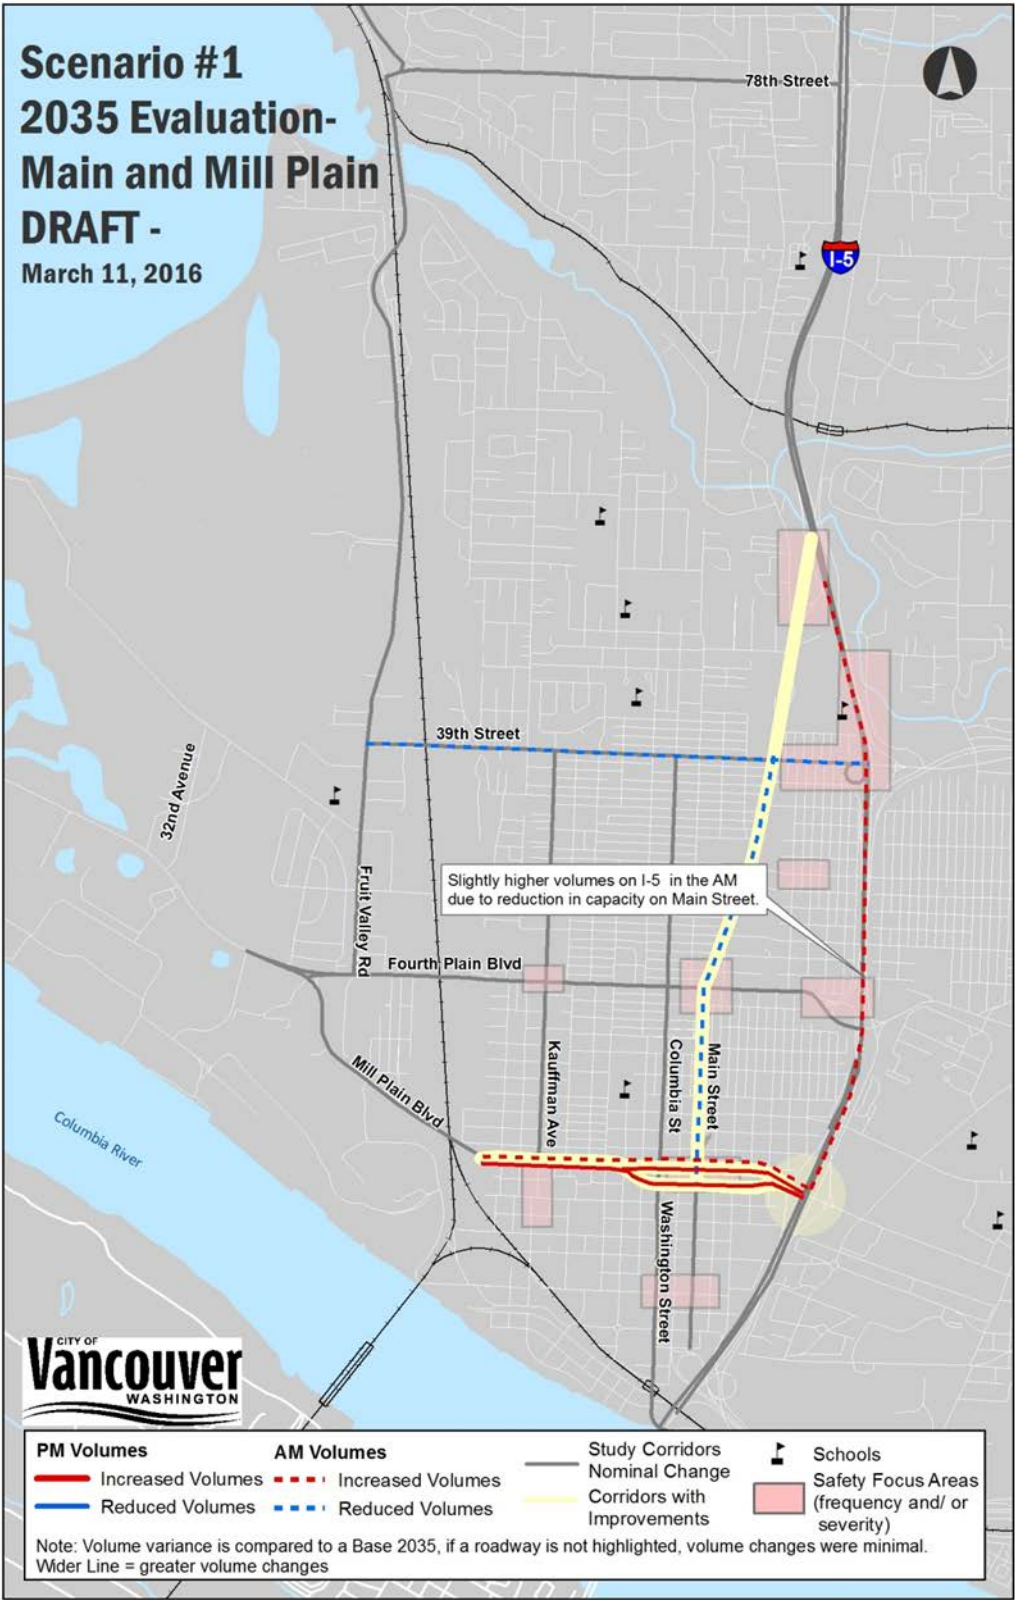 Scenario #1
2035 Evaluation-
Main and Mill Plain
DRAFT -
March 11, 2016
78th Street
I-5
39th Street
32nd Avenue
Fruit Valley Rd
Slightly higher volumes on I-5 in the AM
due to reduction in capacity on Main Street.
Fourth Plain Blvd
Mill Plain Blvd
Kauffman Ave
Columbia St
Main Street
Columbia River
Washington Street
CITY OF
Vancouver
WASHINGTON
PM Volumes
Increased Volumes
Reduced Volumes
AM Volumes
Increased Volumes
Reduced Volumes
Study Corridors
Nominal Change
Corridors with
Improvements
Schools
Safety Focus Areas
(frequency and/ or
severity)
Note: Volume variance is compared to a Base 2035, if a roadway is not highlighted, volume changes were minimal.
Wider Line = greater volume changes